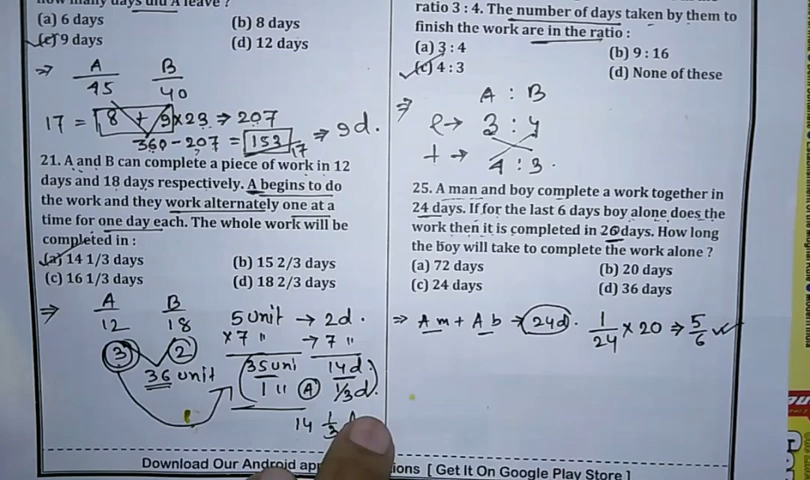 how many days did A leave ?
(a) 6 days
(b) 8 days
(c) 9 days
(d) 12 days
⇒ A B
45 40
17 = 8 + 9 × 23 ⇒ 207
360 - 207 = 153 17 ⇒ 9d.
21. A and B can complete a piece of work in 12
days and 18 days respectively. A begins to do
the work and they work alternately one at a
time for one day each. The whole work will be
completed in :
(a) 14 1/3 days
(b) 15 2/3 days
(c) 16 1/3 days
(d) 18 2/3 days
⇒ A B
12 18
3 2
36 unit
5 unit → 2d.
×7 " → 7 "
35 uni 14d
1 " A 1/3d.
14 1/3
ratio 3 : 4. The number of days taken by them to
finish the work are in the ratio :
(a) 3 : 4
(b) 9 : 16
(c) 4 : 3
(d) None of these
⇒ A : B
e → 3 : 4
t → 4 : 3 .
25. A man and boy complete a work together in
24 days. If for the last 6 days boy alone does the
work then it is completed in 26 days. How long
the boy will take to complete the work alone ?
(a) 72 days
(b) 20 days
(c) 24 days
(d) 36 days
⇒ A m + A b → 24d. 1/24 × 20 ⇒ 5/6
Download Our Android [ Get It On Google Play Store ]